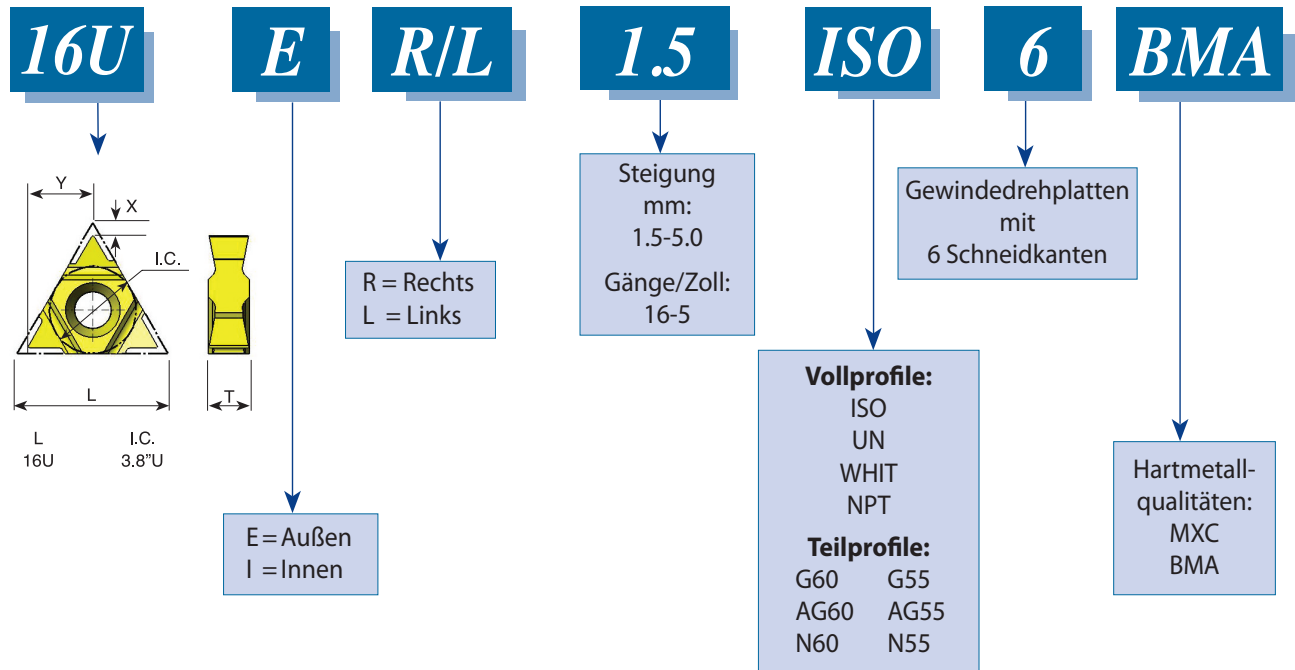 16U E R/L 1.5 ISO 6 BMA
Y
X
I.C.
L
T
L I.C.
16U 3.8”U
E = Außen
I = Innen
R = Rechts
L = Links
Steigung
mm:
1.5-5.0
Gänge/Zoll:
16-5
Vollprofile:
ISO
UN
WHIT
NPT
Teilprofile:
G60 G55
AG60 AG55
N60 N55
Gewindedrehplatten
mit
6 Schneidkanten
Hartmetall-
qualitäten:
MXC
BMA